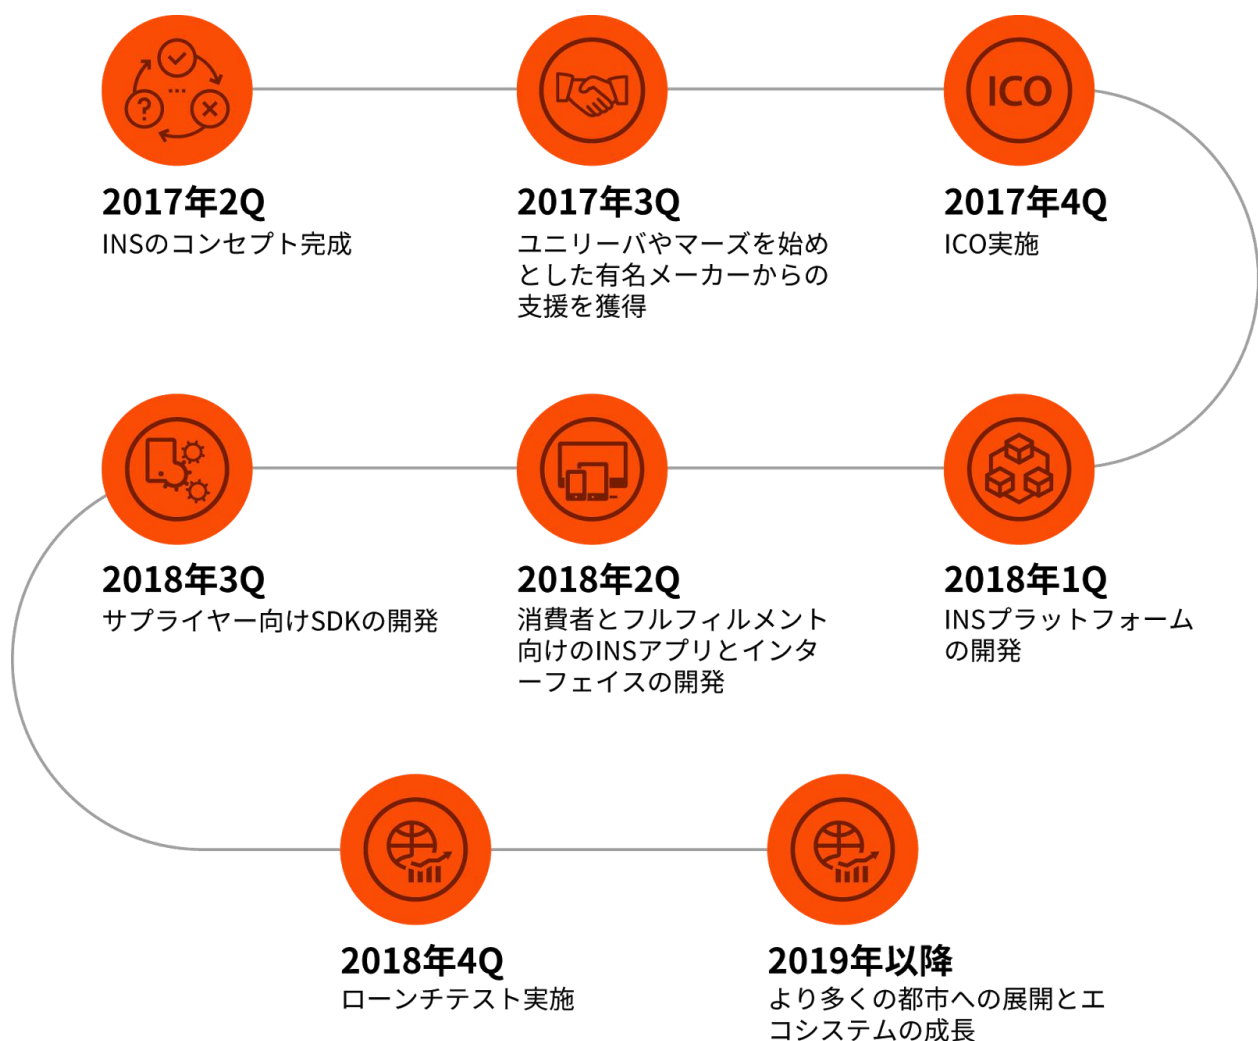 ICO
2017年2Q
INSのコンセプト完成
2017年3Q
ユニリーバやマーズを始め
とした有名メーカーからの
支援を獲得
2017年4Q
ICO実施
2018年3Q
サプライヤー向けSDKの開発
2018年2Q
消費者とフルフィルメント
向けのINSアプリとインタ
ーフェイスの開発
2018年1Q
INSプラットフォーム
の開発
2018年4Q
ローンチテスト実施
2019年以降
より多くの都市への展開とエ
コシステムの成長